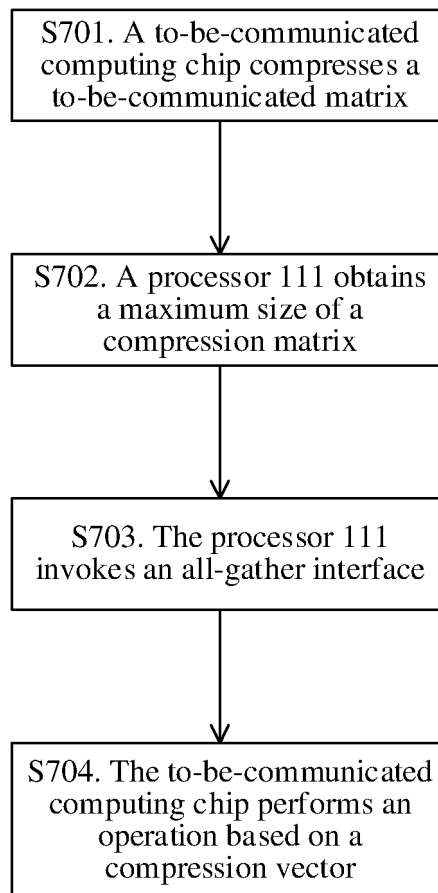 S701. A to-be-communicated
computing chip compresses a
to-be-communicated matrix
S702. A processor 111 obtains
a maximum size of a
compression matrix
S703. The processor 111
invokes an all-gather interface
S704. The to-be-communicated
computing chip performs an
operation based on a
compression vector